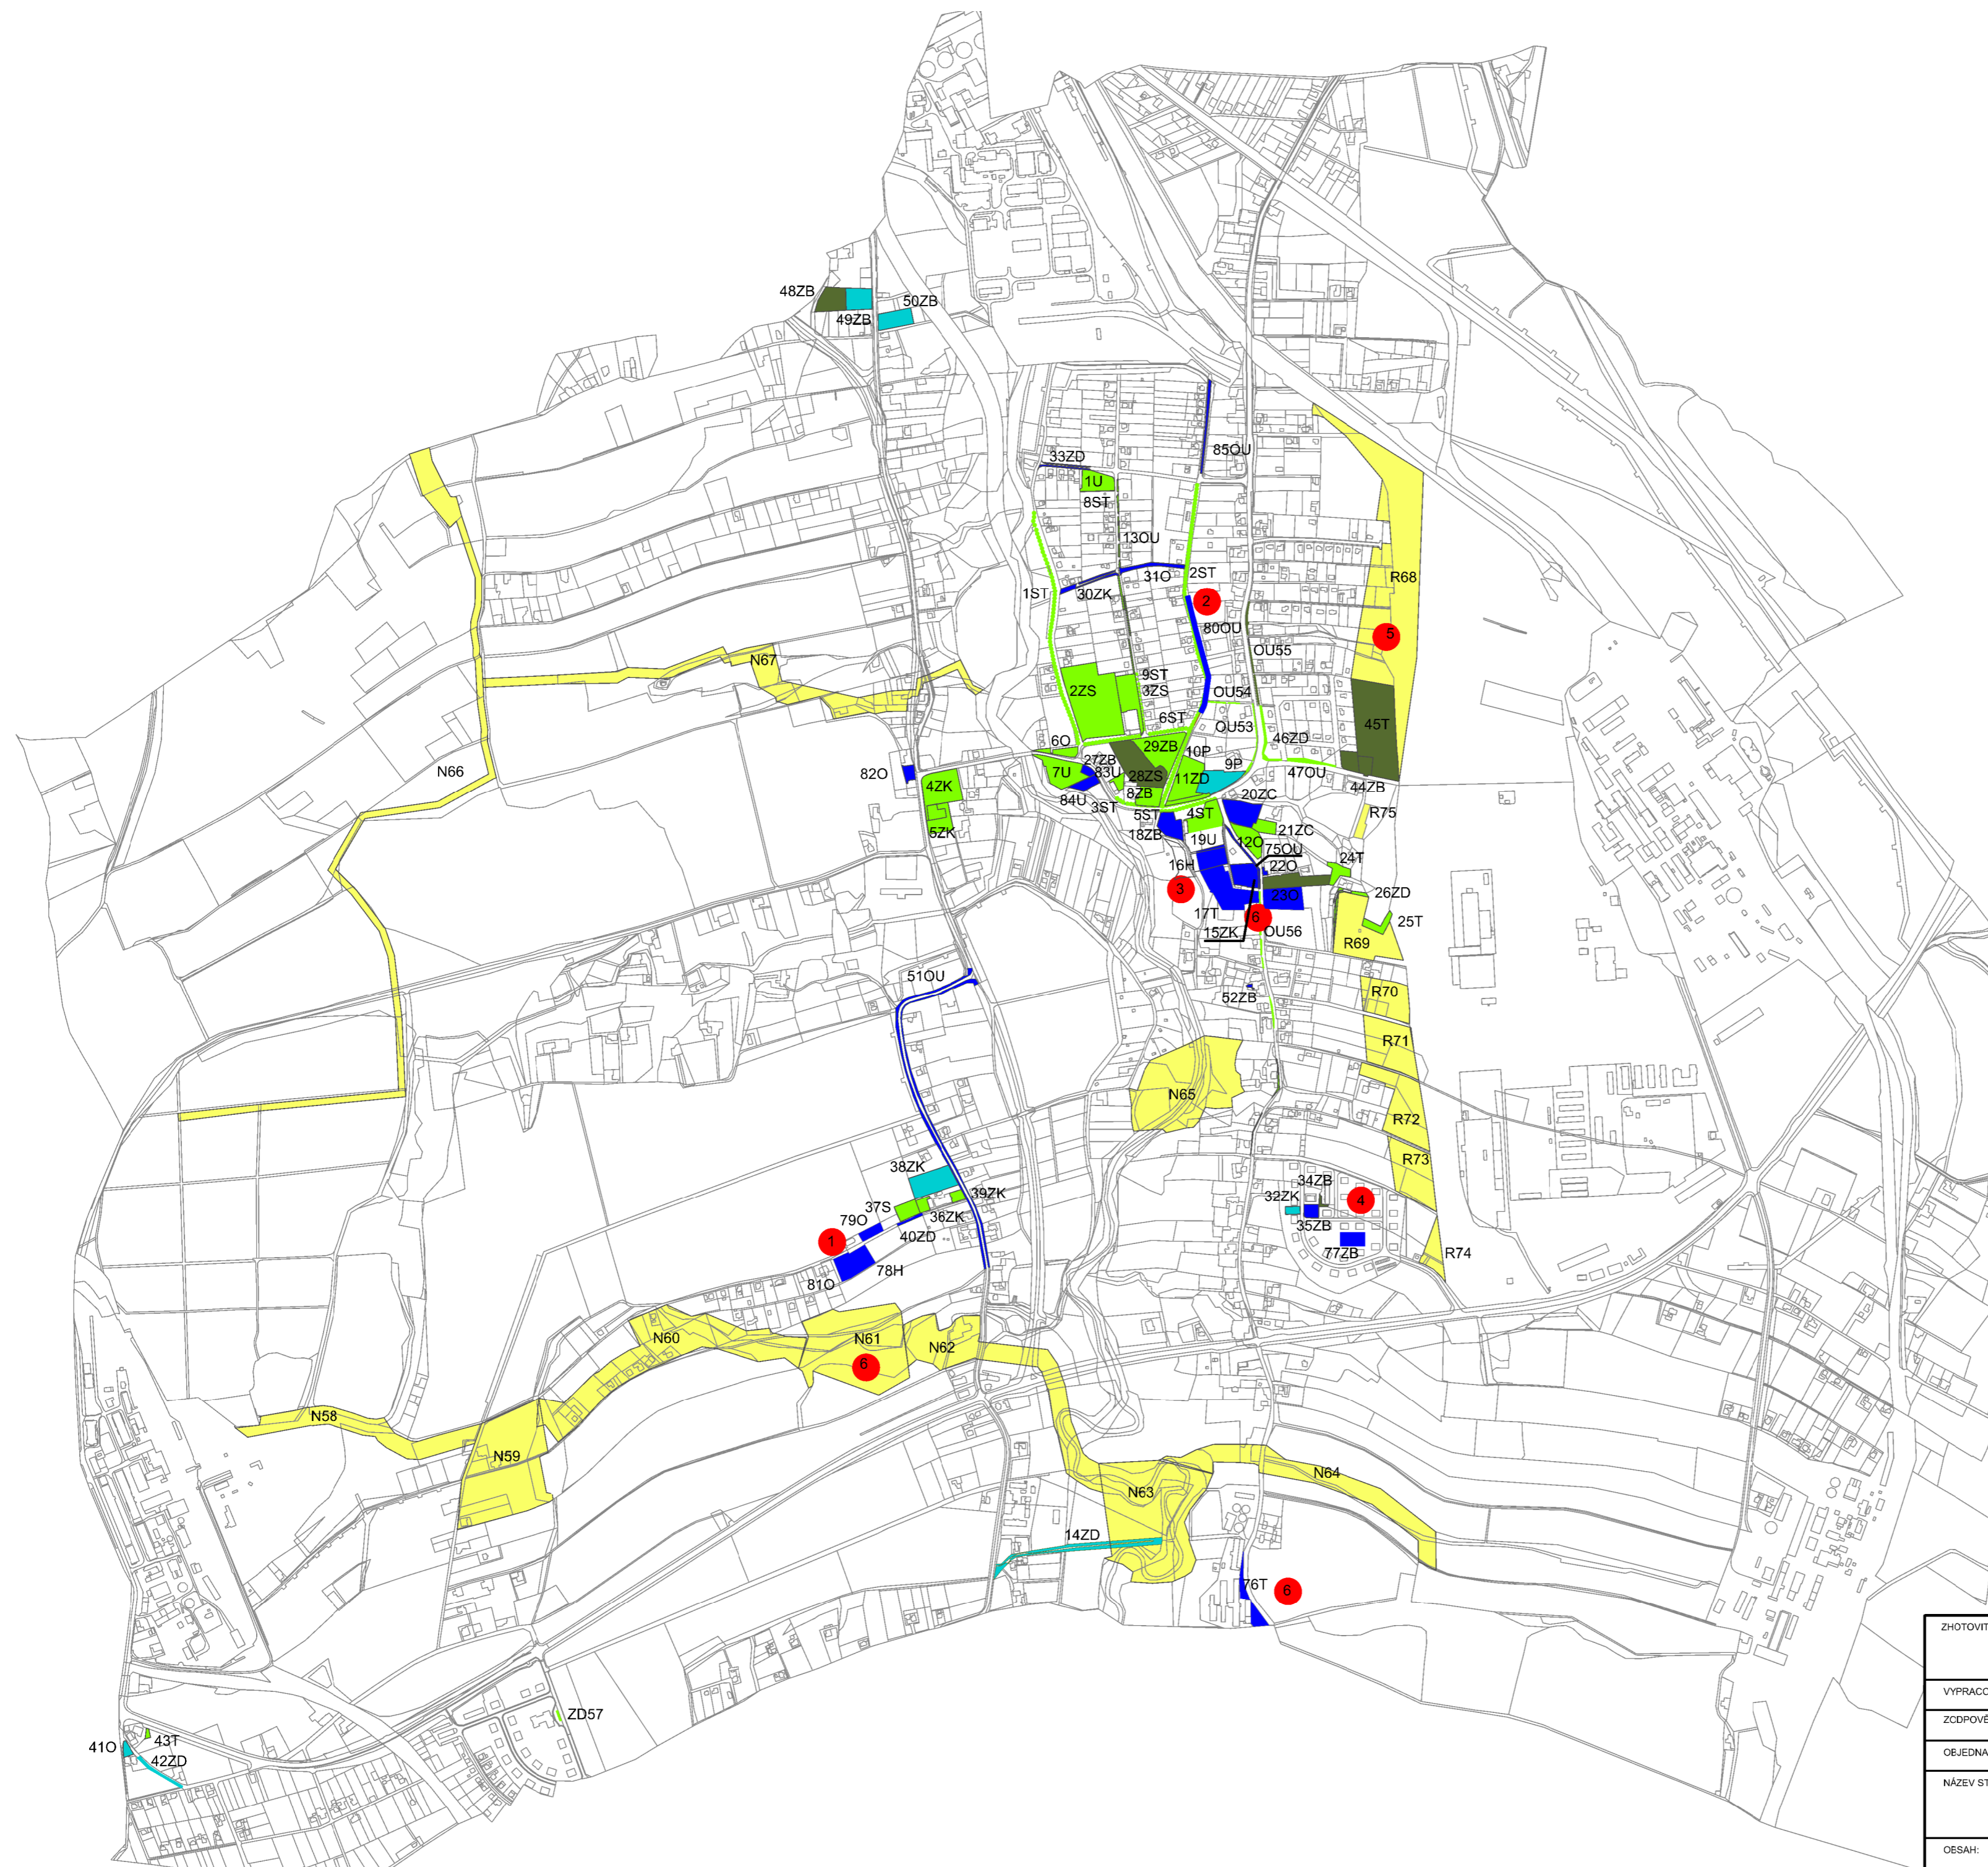 48ZB
50ZB
49ZB
33ZD
85OU
1U
8ST
13OU
R68
31O
2ST
1ST
30ZK
2
80OU
5
OU55
N67
9ST
2ZS
3ZS
OU54
6ST
OU53
45T
6O
29ZB
46ZD
10P
27ZB
9P
N66
82O
7U
83U
28ZS
11ZD
47OU
4ZK
8ZB
44ZB
84U
20ZC
3ST
5ST
4ST
R75
5ZK
18ZB
21ZC
19U
12O
75OU
16H
22O
24T
3
23O
26ZD
17T
6
25T
15ZK
OU56
R69
51OU
52ZB
R70
R71
N65
R72
38ZK
R73
34ZB
39ZK
32ZK
4
37S
36ZK
79O
35ZB
40ZD
1
77ZB
R74
78H
81O
N60
N61
N62
6
N58
N59
N64
N63
14ZD
76T
6
ZD57
43T
41O
42ZD
ZHOTOVIT
VYPRACO
ZODPOVĚ
OBJEDNA
NÁZEV ST
OBSAH: